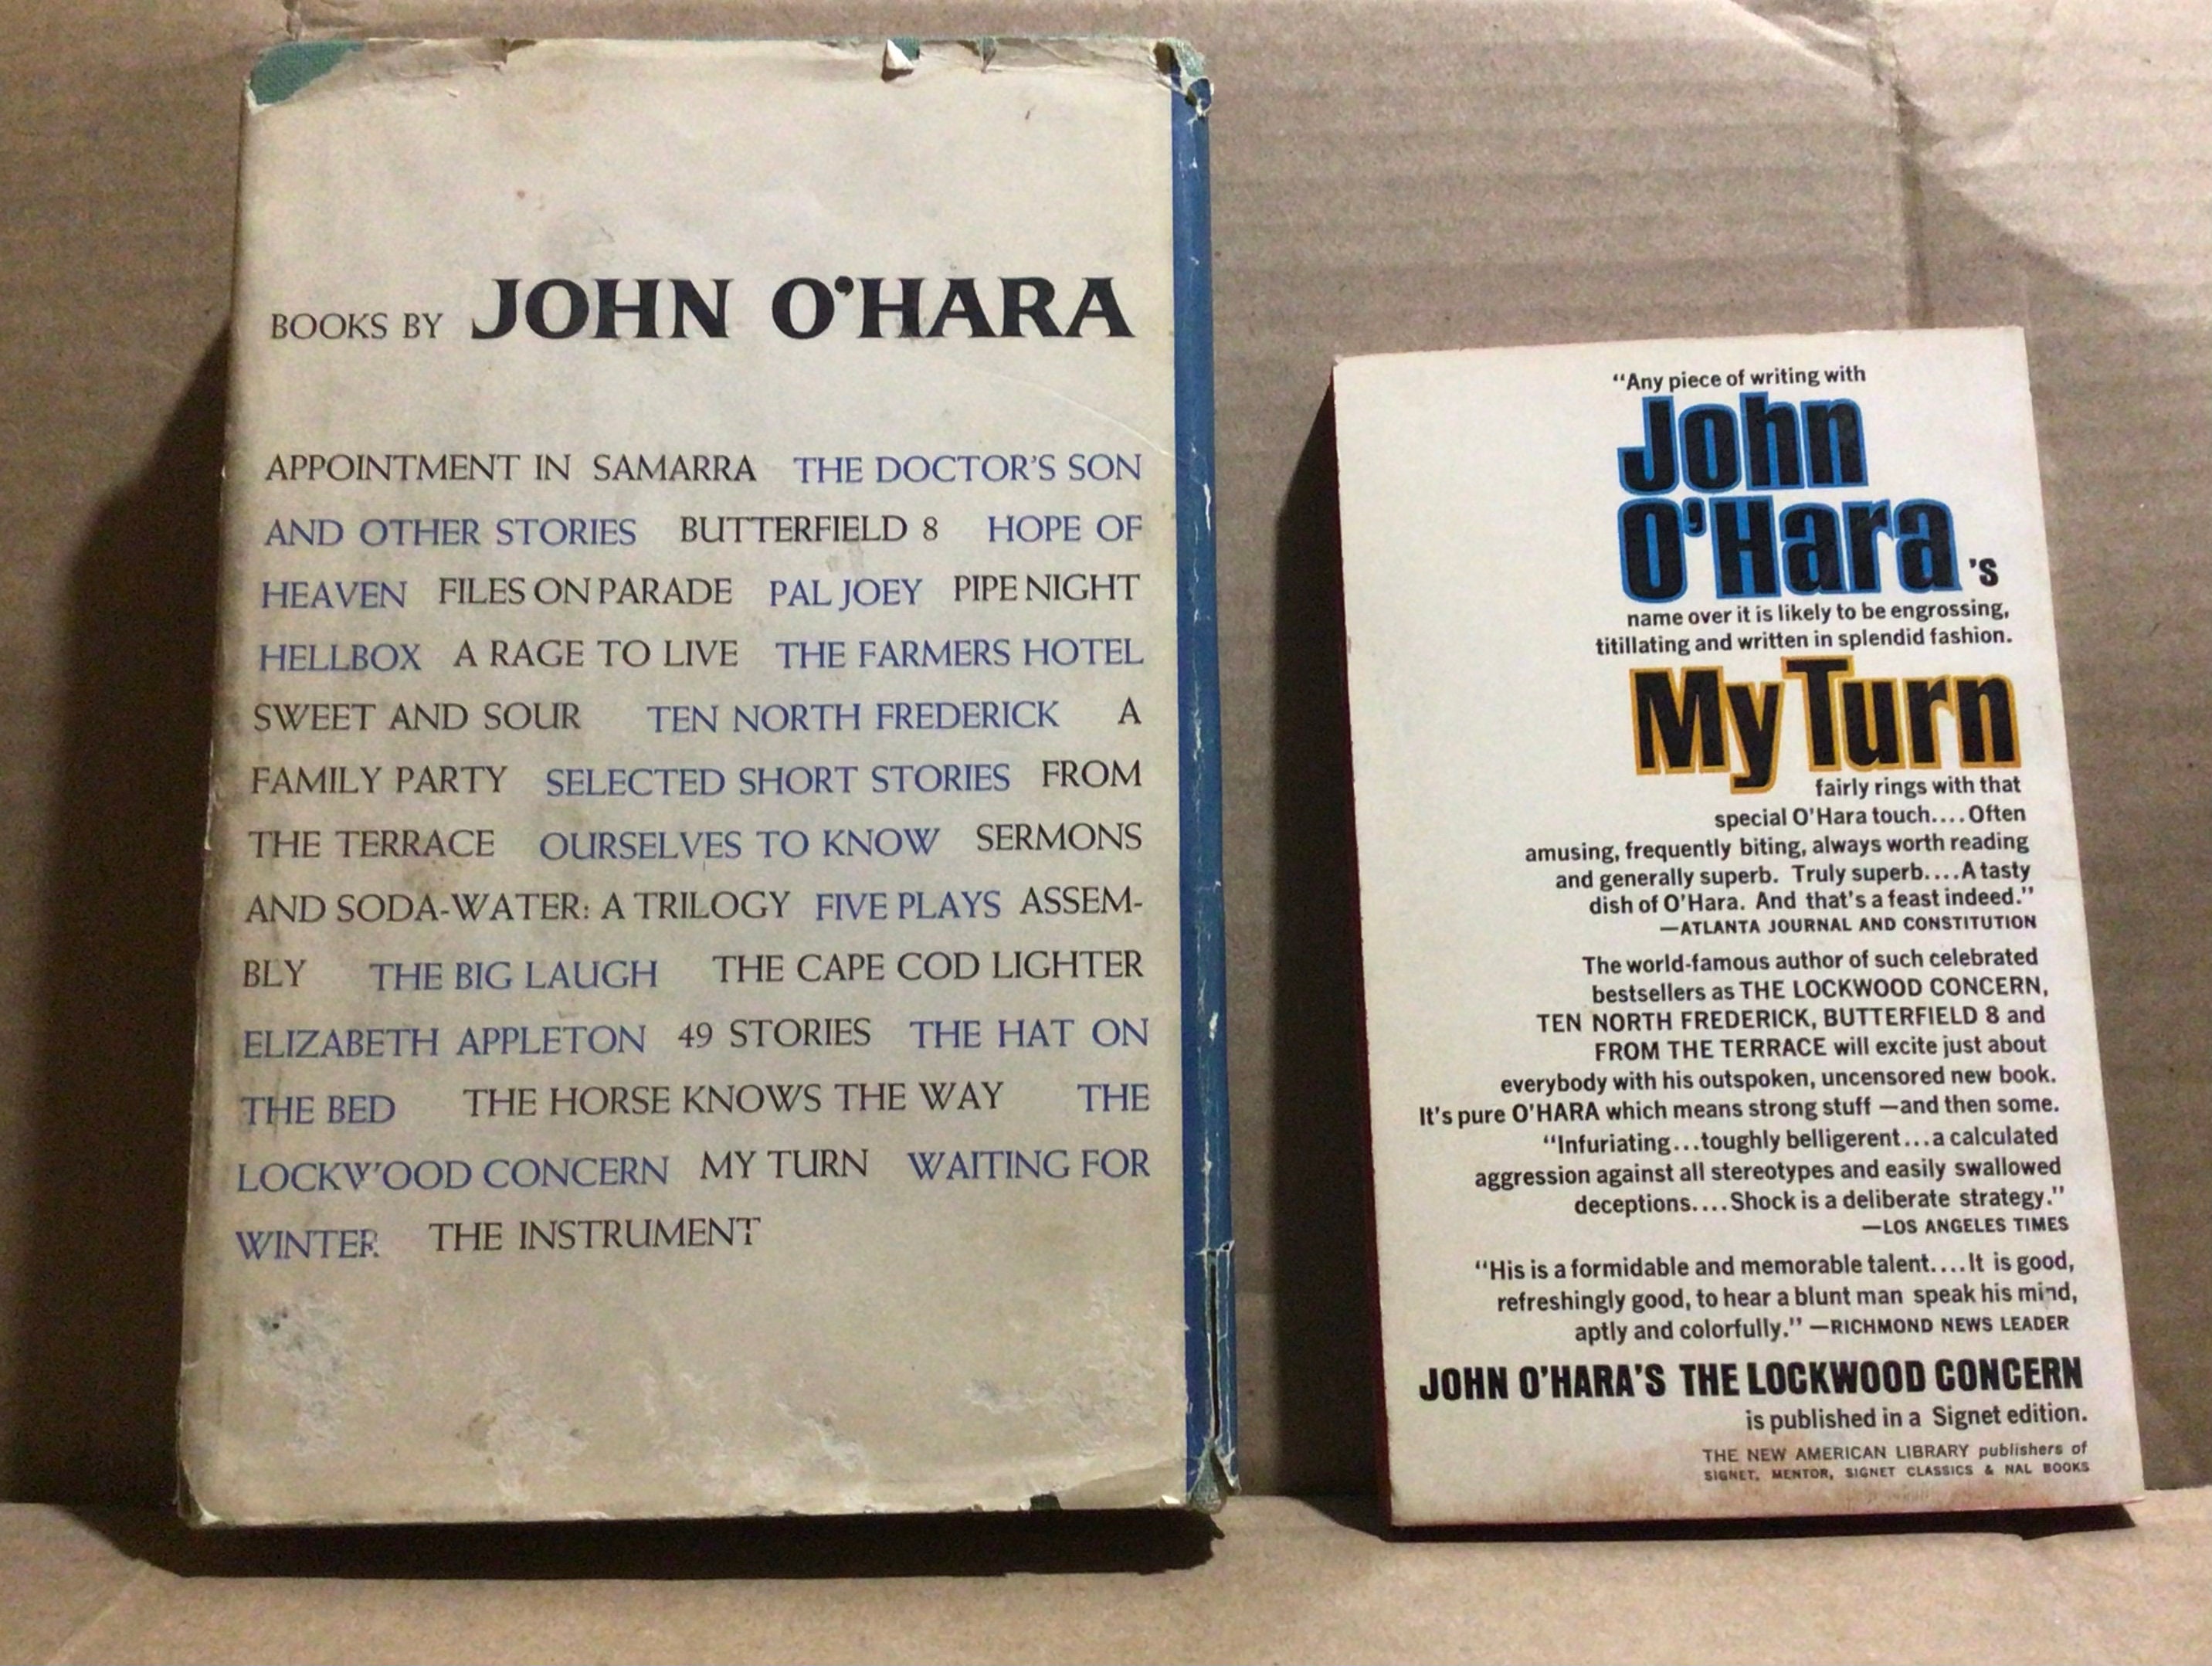 BOOKS BY JOHN O'HARA
APPOINTMENT IN SAMARRA THE DOCTOR'S SON
AND OTHER STORIES BUTTERFIELD 8 HOPE OF
HEAVEN FILES ON PARADE PAL JOEY PIPE NIGHT
HELLBOX A RAGE TO LIVE THE FARMERS HOTEL
SWEET AND SOUR TEN NORTH FREDERICK A
FAMILY PARTY SELECTED SHORT STORIES FROM
THE TERRACE OURSELVES TO KNOW SERMONS
AND SODA-WATER: A TRILOGY FIVE PLAYS ASSEM-
BLY THE BIG LAUGH THE CAPE COD LIGHTER
ELIZABETH APPLETON 49 STORIES THE HAT ON
THE BED THE HORSE KNOWS THE WAY THE
LOCKWOOD CONCERN MY TURN WAITING FOR
WINTER THE INSTRUMENT
"Any piece of writing with
John
O'Hara's
name over it is likely to be engrossing,
titillating and written in splendid fashion.
My Turn
fairly rings with that
special O'Hara touch....Often
amusing, frequently biting, always worth reading
and generally superb. Truly superb....A tasty
dish of O'Hara. And that's a feast indeed."
—ATLANTA JOURNAL AND CONSTITUTION
The world-famous author of such celebrated
bestsellers as THE LOCKWOOD CONCERN,
TEN NORTH FREDERICK, BUTTERFIELD 8 and
FROM THE TERRACE will excite just about
everybody with his outspoken, uncensored new book.
It's pure O'HARA which means strong stuff —and then some.
"Infuriating...toughly belligerent...a calculated
aggression against all stereotypes and easily swallowed
deceptions....Shock is a deliberate strategy."
—LOS ANGELES TIMES
"His is a formidable and memorable talent....It is good,
refreshingly good, to hear a blunt man speak his mind,
aptly and colorfully." —RICHMOND NEWS LEADER
JOHN O'HARA'S THE LOCKWOOD CONCERN
is published in a Signet edition.
THE NEW AMERICAN LIBRARY publishers of
SIGNET, MENTOR, SIGNET CLASSICS & NAL BOOKS